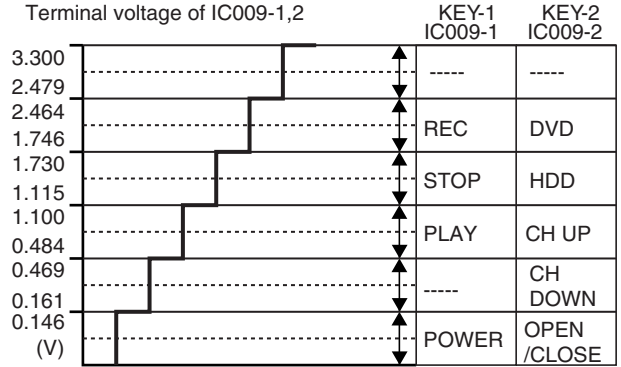 Terminal voltage of IC009-1,2
KEY-1 KEY-2
IC009-1 IC009-2
3.300
----- -----
2.479
2.464
REC DVD
1.746
1.730
STOP HDD
1.115
1.100
PLAY CH UP
0.484
0.469
----- CH
DOWN
0.161
0.146
POWER OPEN
/CLOSE
(V)